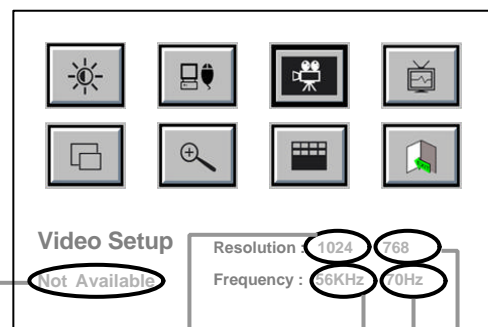 Video Setup
Resolution : 1024 768
Not Available
Frequency : 56KHz 70Hz